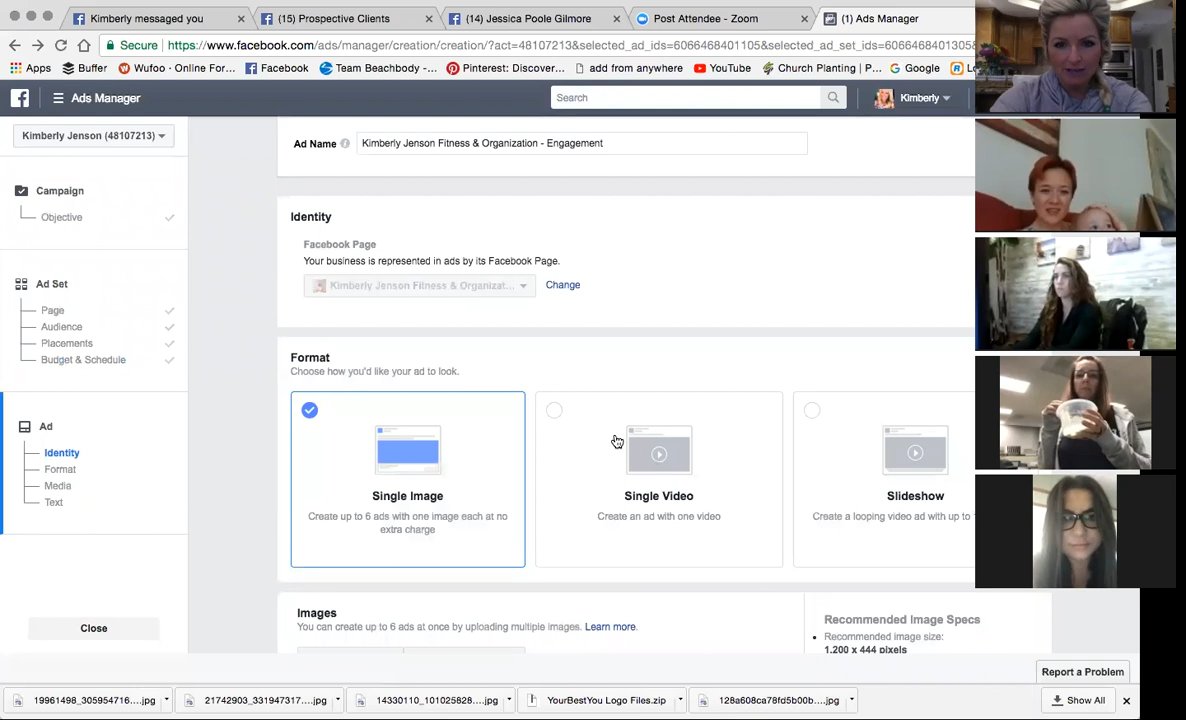 Kimberly messaged you
(15) Prospective Clients
(14) Jessica Poole Gilmore
Post Attendee - Zoom
(1) Ads Manager
Secure
https://www.facebook.com/ads/manager/creation/creation/?act=48107213&selected_ad_ids=6066468401105&selected_ad_set_ids=6066468401305&
Apps
Buffer
Wufoo · Online For...
Facebook
Team Beachbody -...
Pinterest: Discover...
add from anywhere
YouTube
Church Planting | P...
Google
Ads Manager
Search
Kimberly
Kimberly Jenson (48107213)
Ad Name
Kimberly Jenson Fitness & Organization - Engagement
Campaign
Objective
Ad Set
Page
Audience
Placements
Budget & Schedule
Ad
Identity
Format
Media
Text
Close
Identity
Facebook Page
Your business is represented in ads by its Facebook Page.
Kimberly Jenson Fitness & Organizat...
Change
Format
Choose how you'd like your ad to look.
Single Image
Create up to 6 ads with one image each at no
extra charge
Single Video
Create an ad with one video
Slideshow
Create a looping video ad with up to
Images
You can create up to 6 ads at once by uploading multiple images. Learn more.
Recommended Image Specs
Recommended image size:
1,200 x 444 pixels
Report a Problem
19961498_305954716....jpg
21742903_331947317....jpg
14330110_101025828....jpg
YourBestYou Logo Files.zip
128a608ca78fd5b00b....jpg
Show All